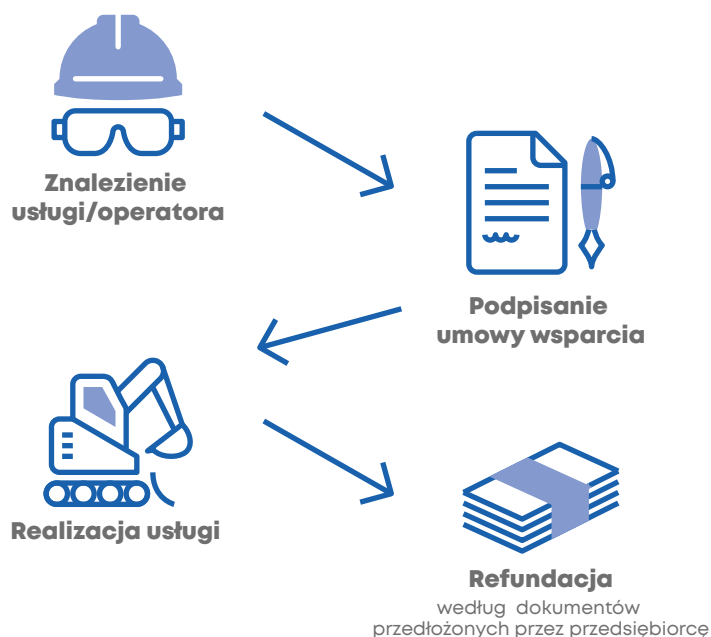 Znalezienie
usługi/operatora
Podpisanie
umowy wsparcia
Realizacja usługi
Refundacja
według dokumentów
przedłożonych przez przedsiębiorcę